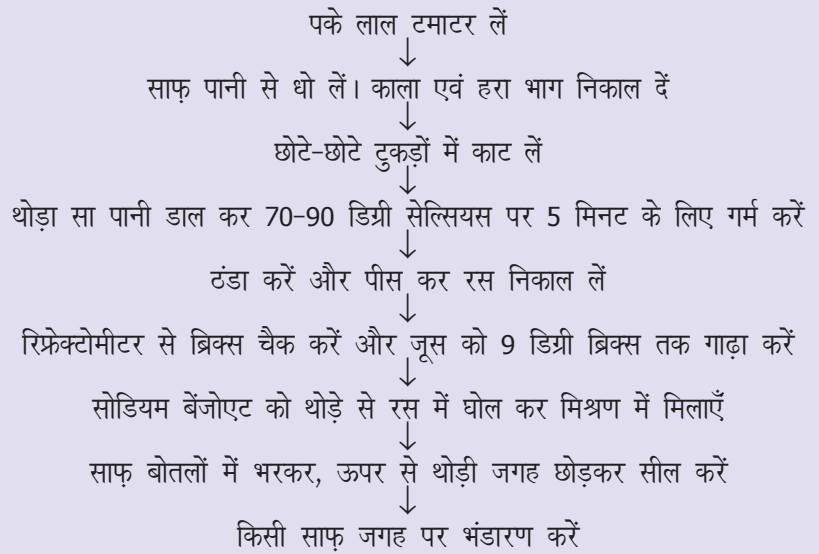 पके लाल टमाटर लें
↓
साफ़ पानी से धो लें। काला एवं हरा भाग निकाल दें
↓
छोटे-छोटे टुकड़ों में काट लें
↓
थोड़ा सा पानी डाल कर 70-90 डिग्री सेल्सियस पर 5 मिनट के लिए गर्म करें
↓
ठंडा करें और पीस कर रस निकाल लें
↓
रिफ्रेक्टोमीटर से ब्रिक्स चैक करें और जूस को 9 डिग्री ब्रिक्स तक गाढ़ा करें
↓
सोडियम बेंजोएट को थोड़े से रस में घोल कर मिश्रण में मिलाएँ
↓
साफ़ बोतलों में भरकर, ऊपर से थोड़ी जगह छोड़कर सील करें
↓
किसी साफ़ जगह पर भंडारण करें